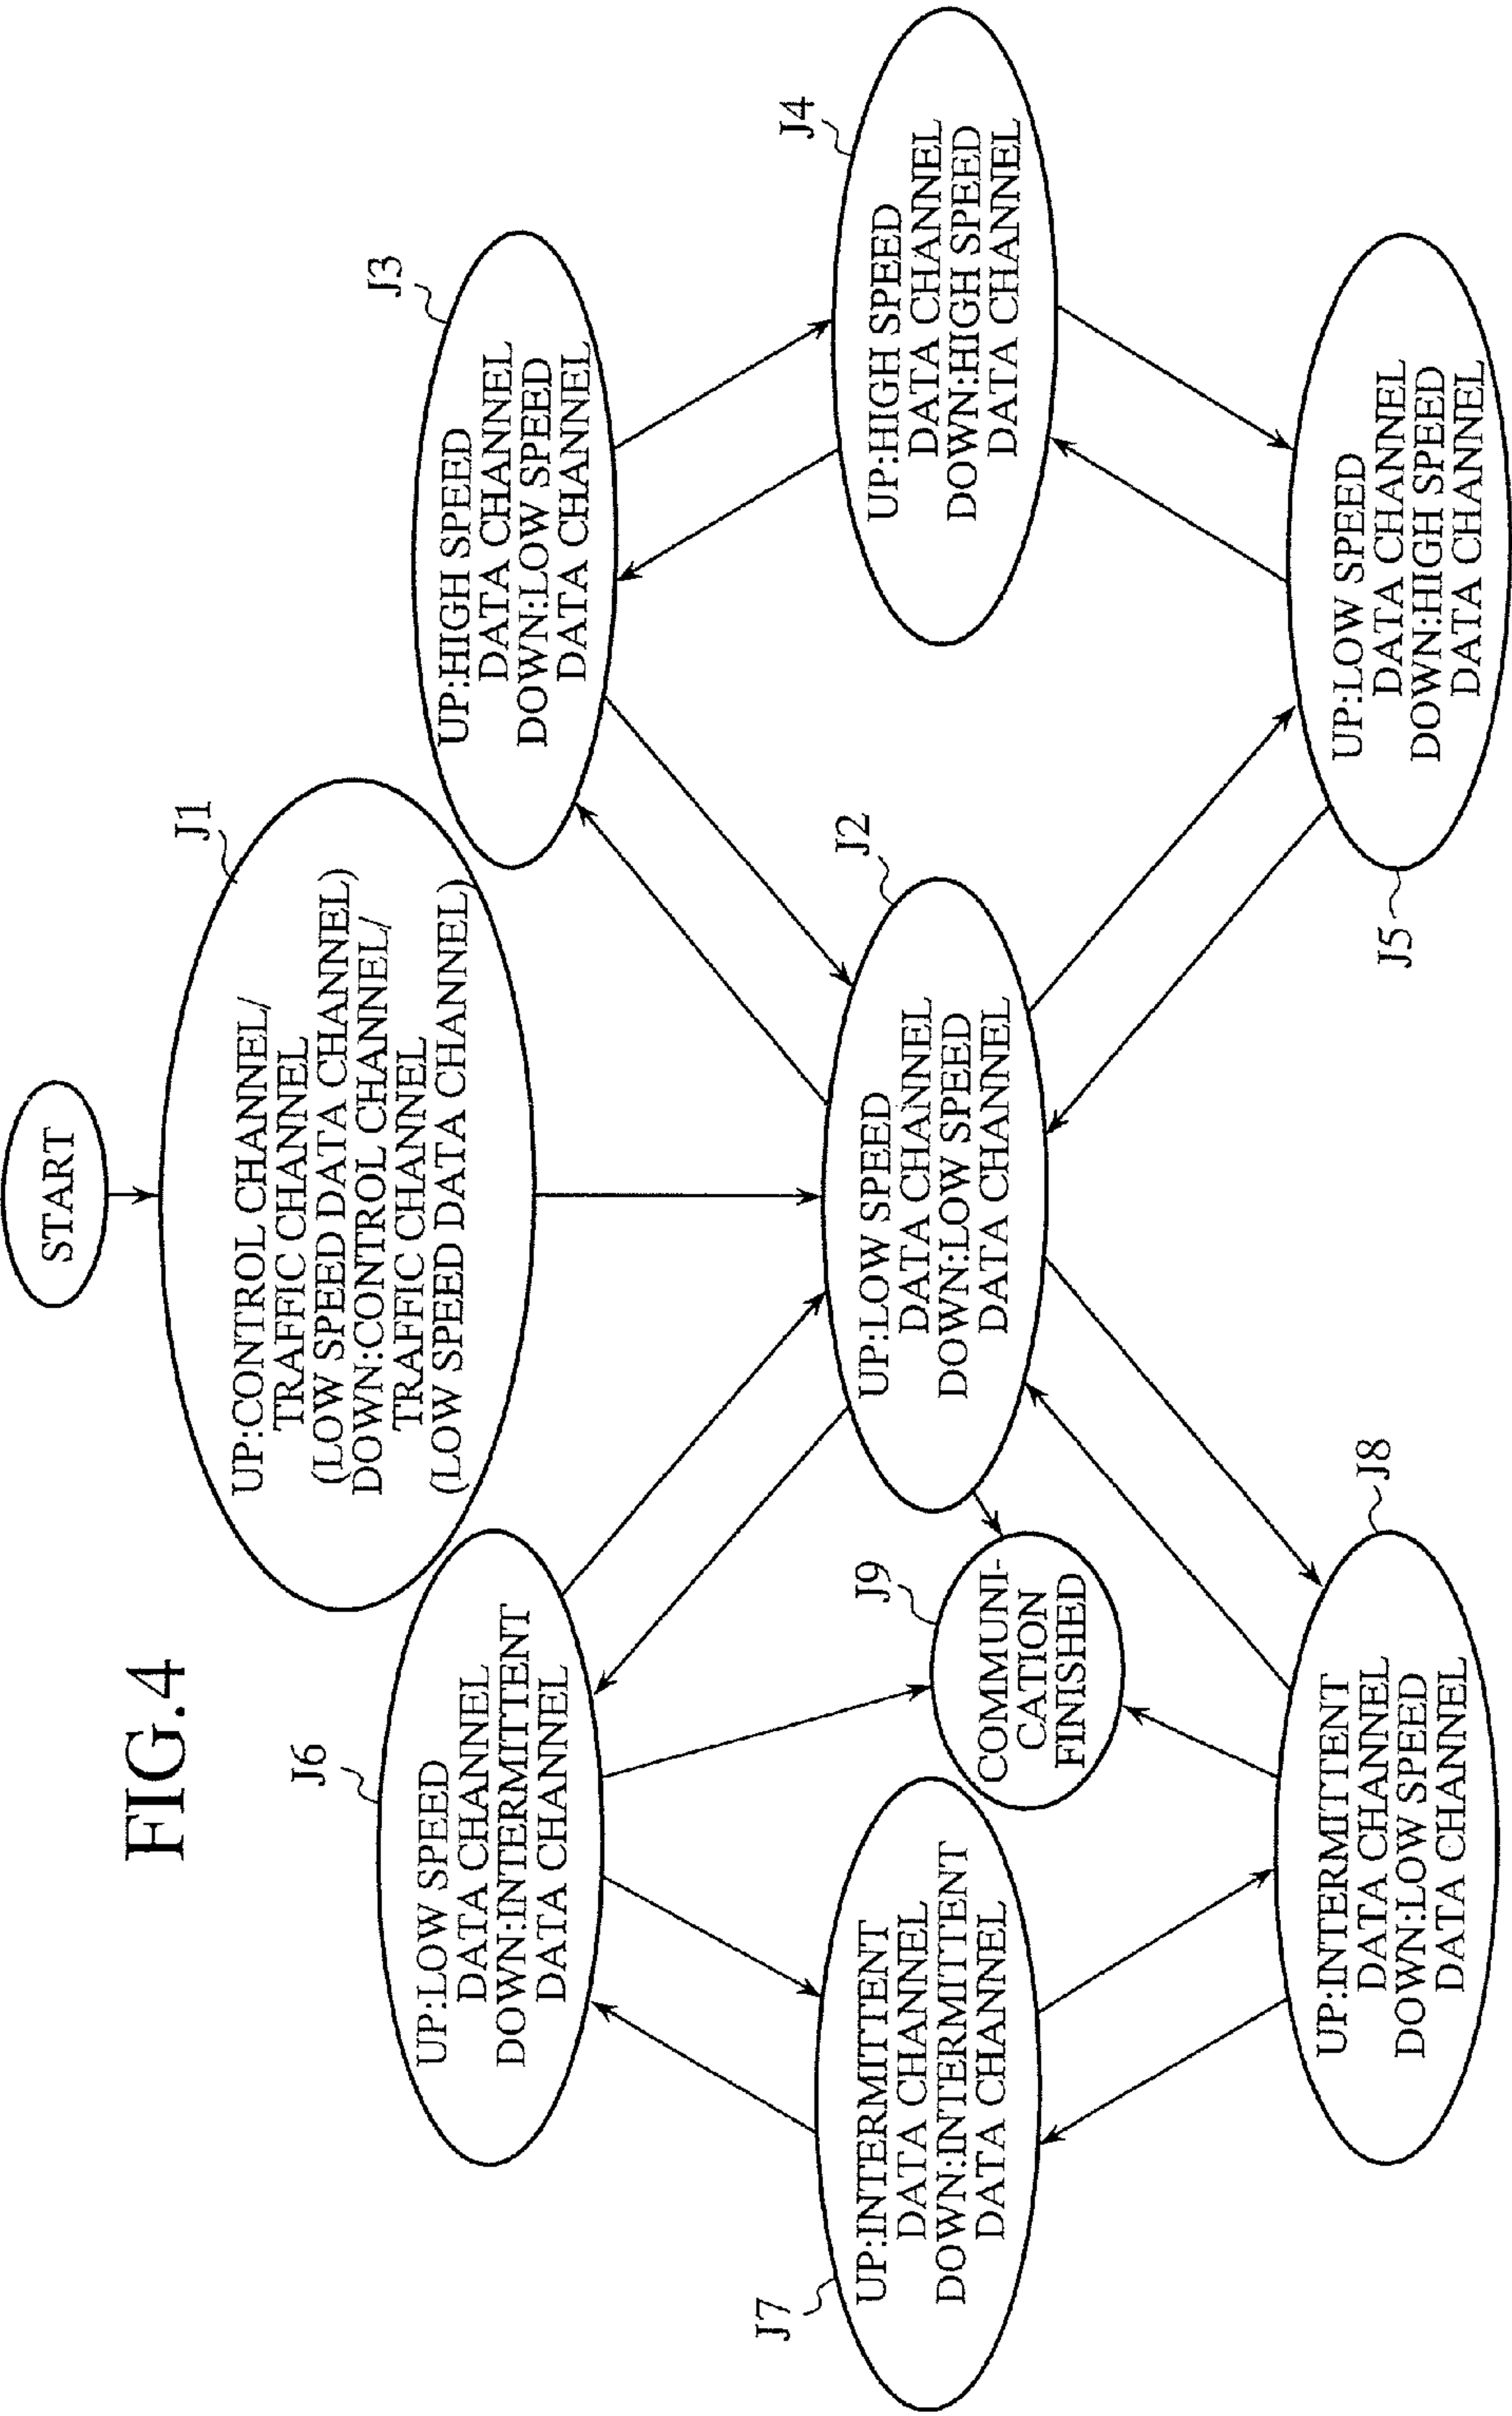 FIG.4
START
J1
UP:CONTROL CHANNEL/
TRAFFIC CHANNEL
(LOW SPEED DATA CHANNEL)
DOWN:CONTROL CHANNEL/
TRAFFIC CHANNEL
(LOW SPEED DATA CHANNEL)
J6
UP:LOW SPEED
DATA CHANNEL
DOWN:INTERMITTENT
DATA CHANNEL
J3
UP:HIGH SPEED
DATA CHANNEL
DOWN:LOW SPEED
DATA CHANNEL
J7
UP:INTERMITTENT
DATA CHANNEL
DOWN:INTERMITTENT
DATA CHANNEL
J9
COMMUNI-
CATION
FINISHED
J2
UP:LOW SPEED
DATA CHANNEL
DOWN:LOW SPEED
DATA CHANNEL
J4
UP:HIGH SPEED
DATA CHANNEL
DOWN:HIGH SPEED
DATA CHANNEL
J8
UP:INTERMITTENT
DATA CHANNEL
DOWN:LOW SPEED
DATA CHANNEL
J5
UP:LOW SPEED
DATA CHANNEL
DOWN:HIGH SPEED
DATA CHANNEL